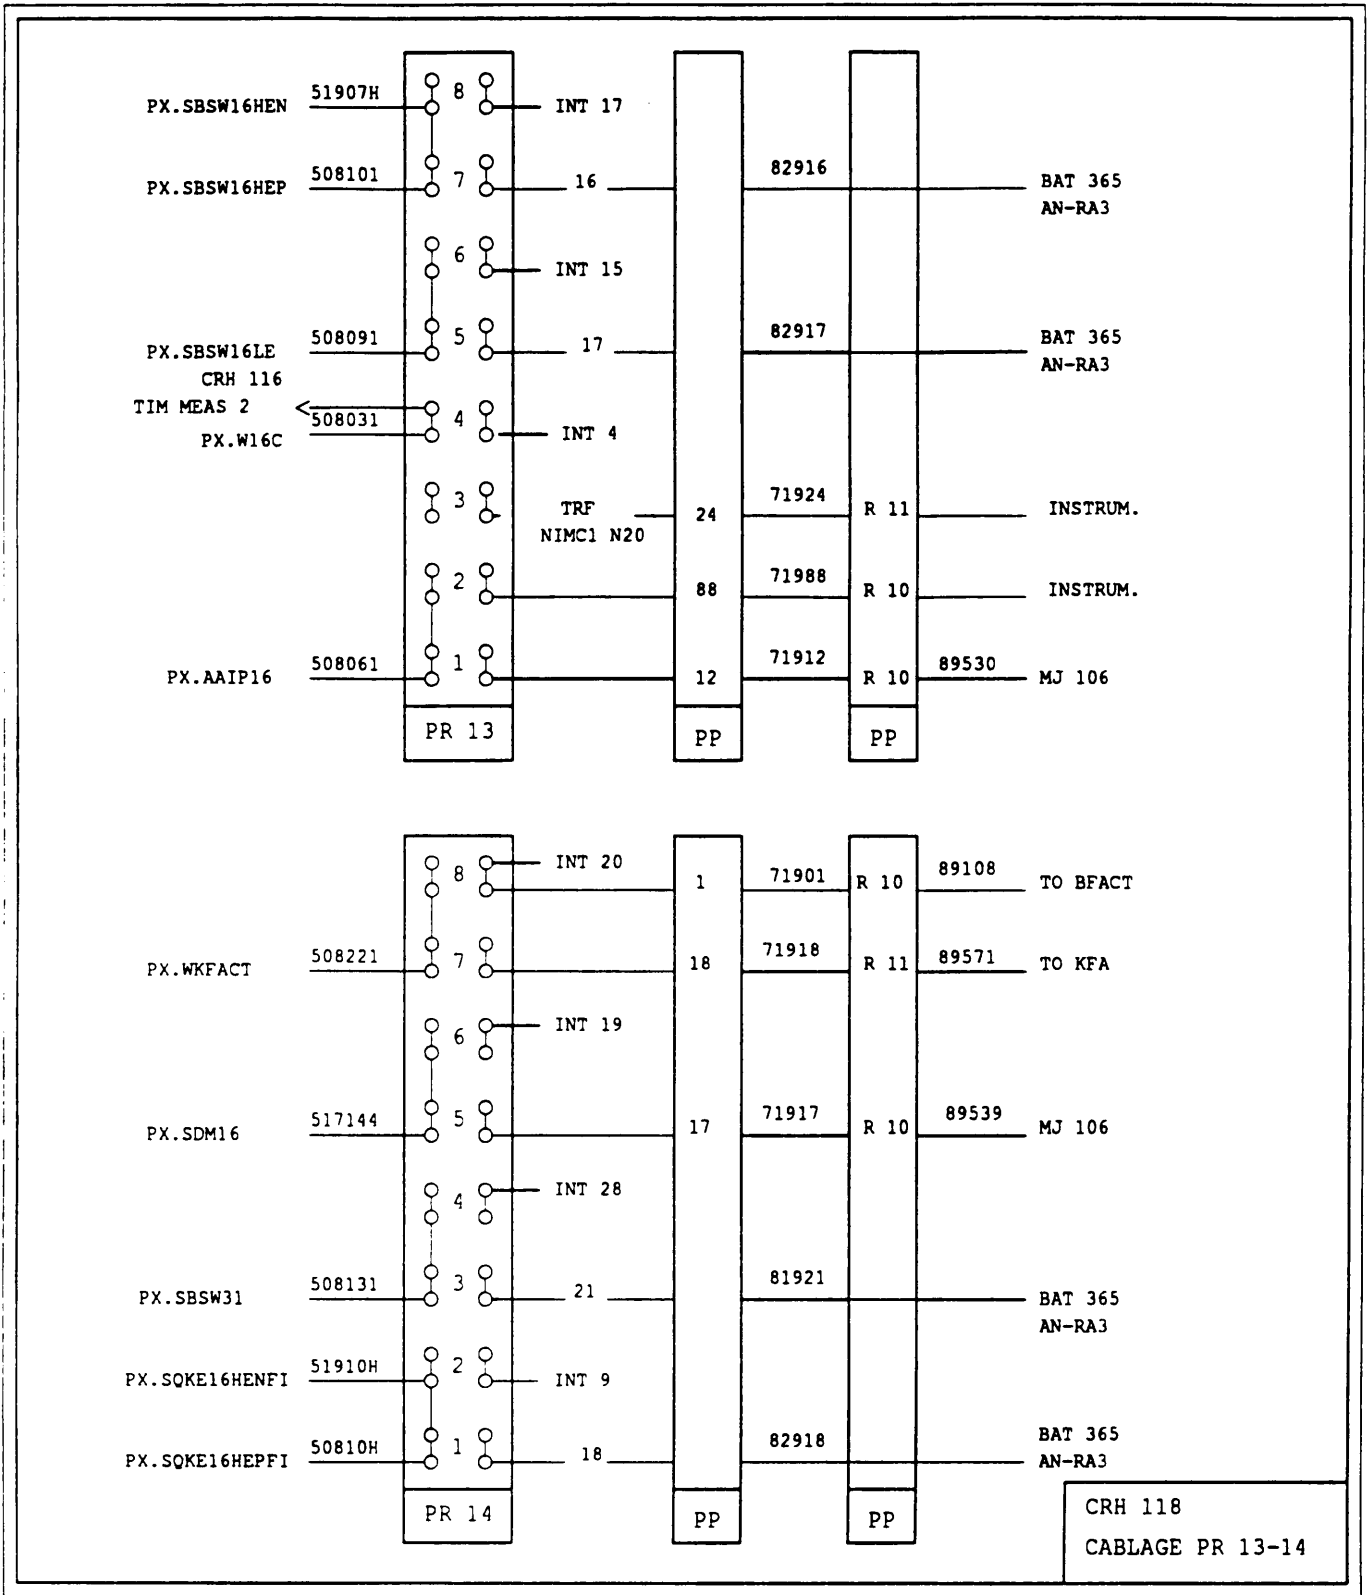 PX.SBSW16HEN 51907H 8 INT 17
PX.SBSW16HEP 508101 7 16 82916 BAT 365
AN-RA3
6 INT 15
PX.SBSW16LE 508091 5 17 82917 BAT 365
CRH 116 AN-RA3
TIM MEAS 2
PX.W16C 508031 4 INT 4
3 TRF 24 71924 R 11 INSTRUM.
NIMC1 N20
2 88 71988 R 10 INSTRUM.
PX.AAIP16 508061 1 12 71912 R 10 89530 MJ 106
PR 13 PP PP
8 INT 20
1 71901 R 10 89108 TO BFACT
PX.WKFACT 508221 7 18 71918 R 11 89571 TO KFA
6 INT 19
PX.SDM16 517144 5 17 71917 R 10 89539 MJ 106
4 INT 28
PX.SBSW31 508131 3 21 81921 BAT 365
AN-RA3
PX.SQKE16HENFI 51910H 2 INT 9
PX.SQKE16HEPFI 50810H 1 18 82918 BAT 365
AN-RA3
PR 14 PP PP
CRH 118
CABLAGE PR 13-14